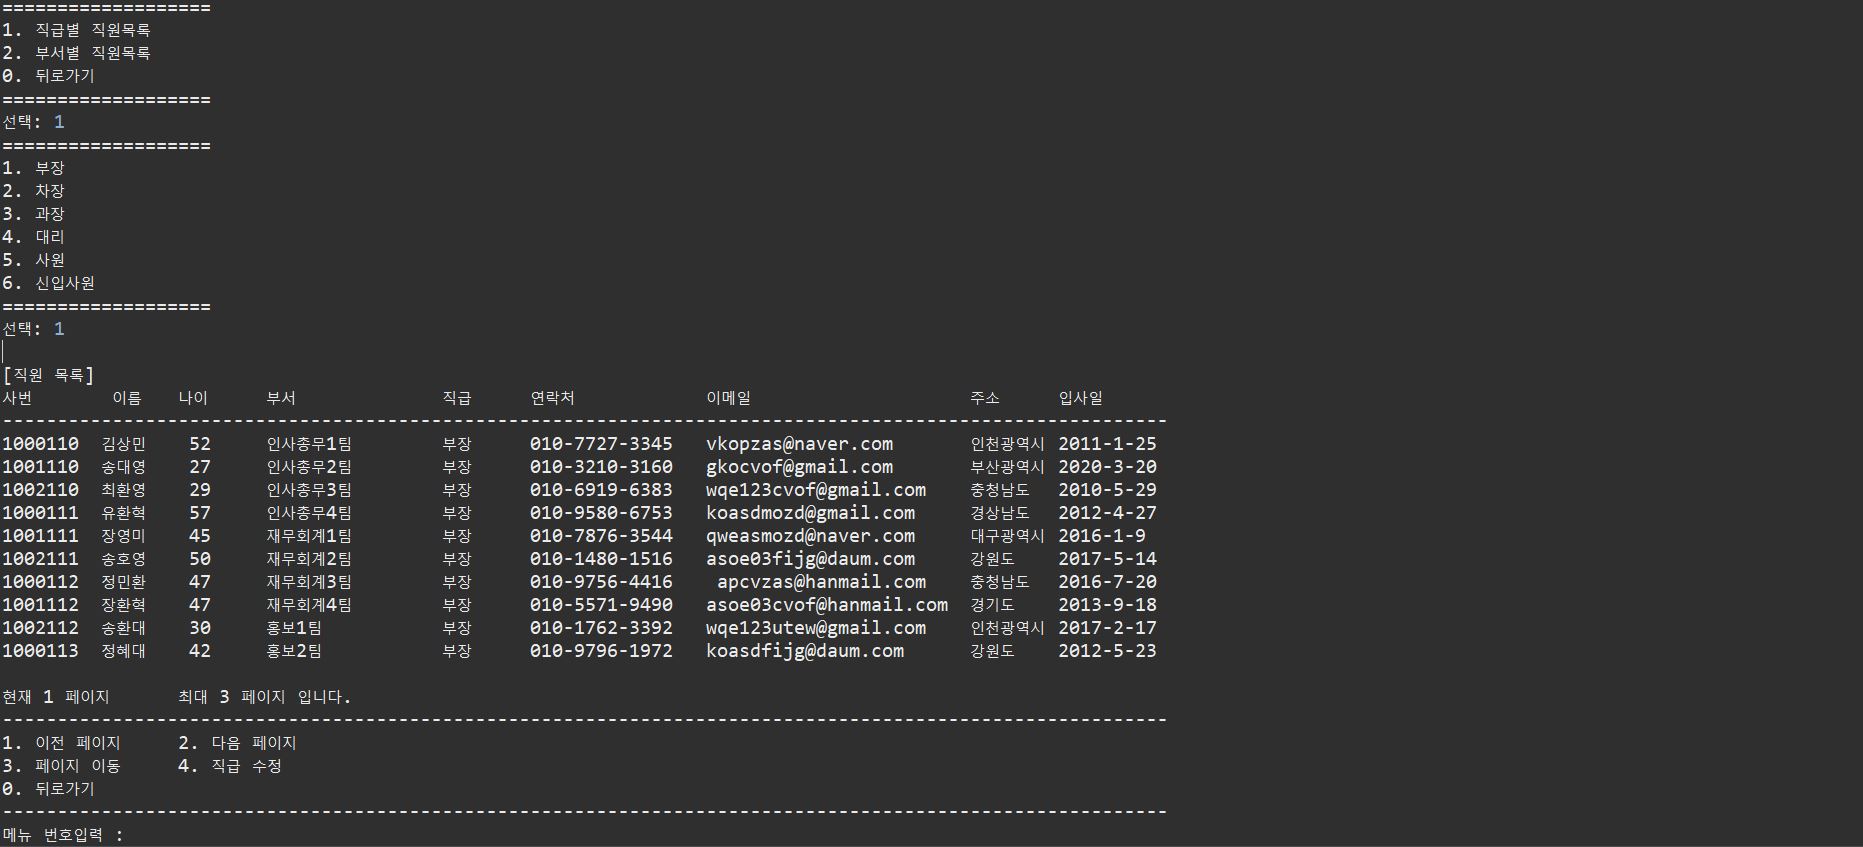 ===================
1. 직급별 직원목록
2. 부서별 직원목록
0. 뒤로가기
===================
선택: 1
===================
1. 부장
2. 차장
3. 과장
4. 대리
5. 사원
6. 신입사원
===================
선택: 1
[직원 목록]
사번 이름 나이 부서 직급 연락처 이메일 주소 입사일
----------------------------------------------------------------------------------------------------------
1000110 김상민 52 인사총무1팀 부장 010-7727-3345 vkopzas@naver.com 인천광역시 2011-1-25
1001110 송대영 27 인사총무2팀 부장 010-3210-3160 gkocvof@gmail.com 부산광역시 2020-3-20
1002110 최환영 29 인사총무3팀 부장 010-6919-6383 wqe123cvof@gmail.com 충청남도 2010-5-29
1000111 유환혁 57 인사총무4팀 부장 010-9580-6753 koasdmozd@gmail.com 경상남도 2012-4-27
1001111 장영미 45 재무회계1팀 부장 010-7876-3544 qweasmozd@naver.com 대구광역시 2016-1-9
1002111 송호영 50 재무회계2팀 부장 010-1480-1516 asoe03fijg@daum.com 강원도 2017-5-14
1000112 정민환 47 재무회계3팀 부장 010-9756-4416 apcvzas@hanmail.com 충청남도 2016-7-20
1001112 장환혁 47 재무회계4팀 부장 010-5571-9490 asoe03cvof@hanmail.com 경기도 2013-9-18
1002112 송환대 30 홍보1팀 부장 010-1762-3392 wqe123utew@gmail.com 인천광역시 2017-2-17
1000113 정혜대 42 홍보2팀 부장 010-9796-1972 koasdfijg@daum.com 강원도 2012-5-23
현재 1 페이지 최대 3 페이지 입니다.
----------------------------------------------------------------------------------------------------------
1. 이전 페이지 2. 다음 페이지
3. 페이지 이동 4. 직급 수정
0. 뒤로가기
----------------------------------------------------------------------------------------------------------
메뉴 번호입력 :